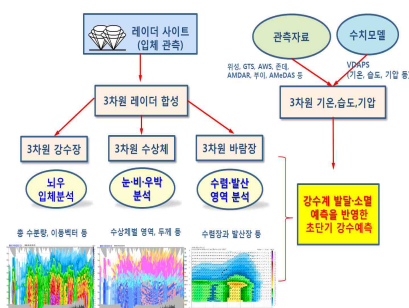 레이더 사이트
(입체 관측)
관측자료
수치모델
위성, GTS, AWS, 존데,
AMDAR, 부이, AMeDAS 등
VDAPS
(기온, 습도, 기압 등)
3차원 레이더 합성
3차원 기온,습도,기압
3차원 강수장
3차원 수상체
3차원 바람장
뇌우
입체분석
눈·비·우박
분석
수렴·발산
영역 분석
강수계 발달·소멸
예측을 반영한
초단기 강수예측
총 수분량, 이동벡터 등
수상체별 영역, 두께 등
수렴장과 발산장 등